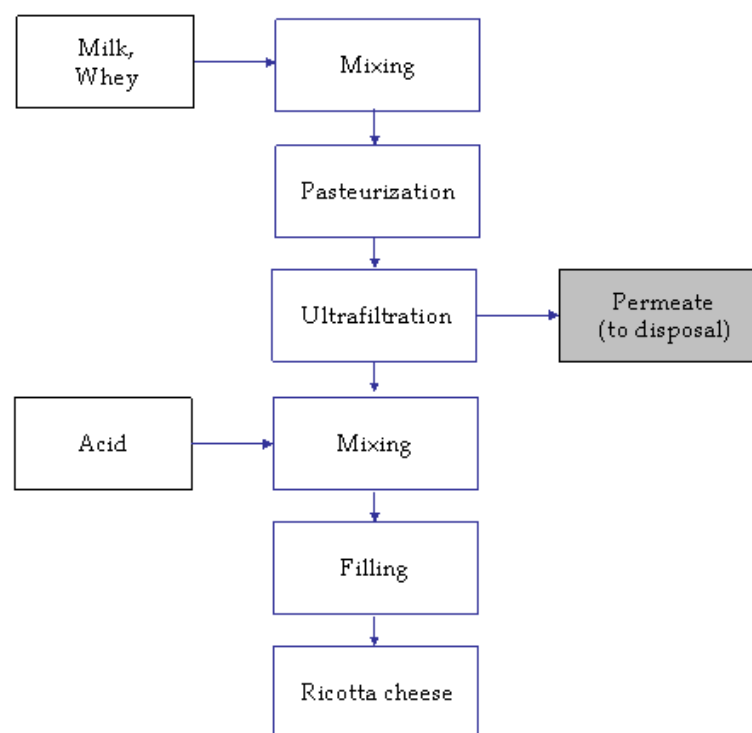 Milk,
Whey
Mixing
Pasteurization
Ultrafiltration
Permeate
(to disposal)
Acid
Mixing
Filling
Ricotta cheese